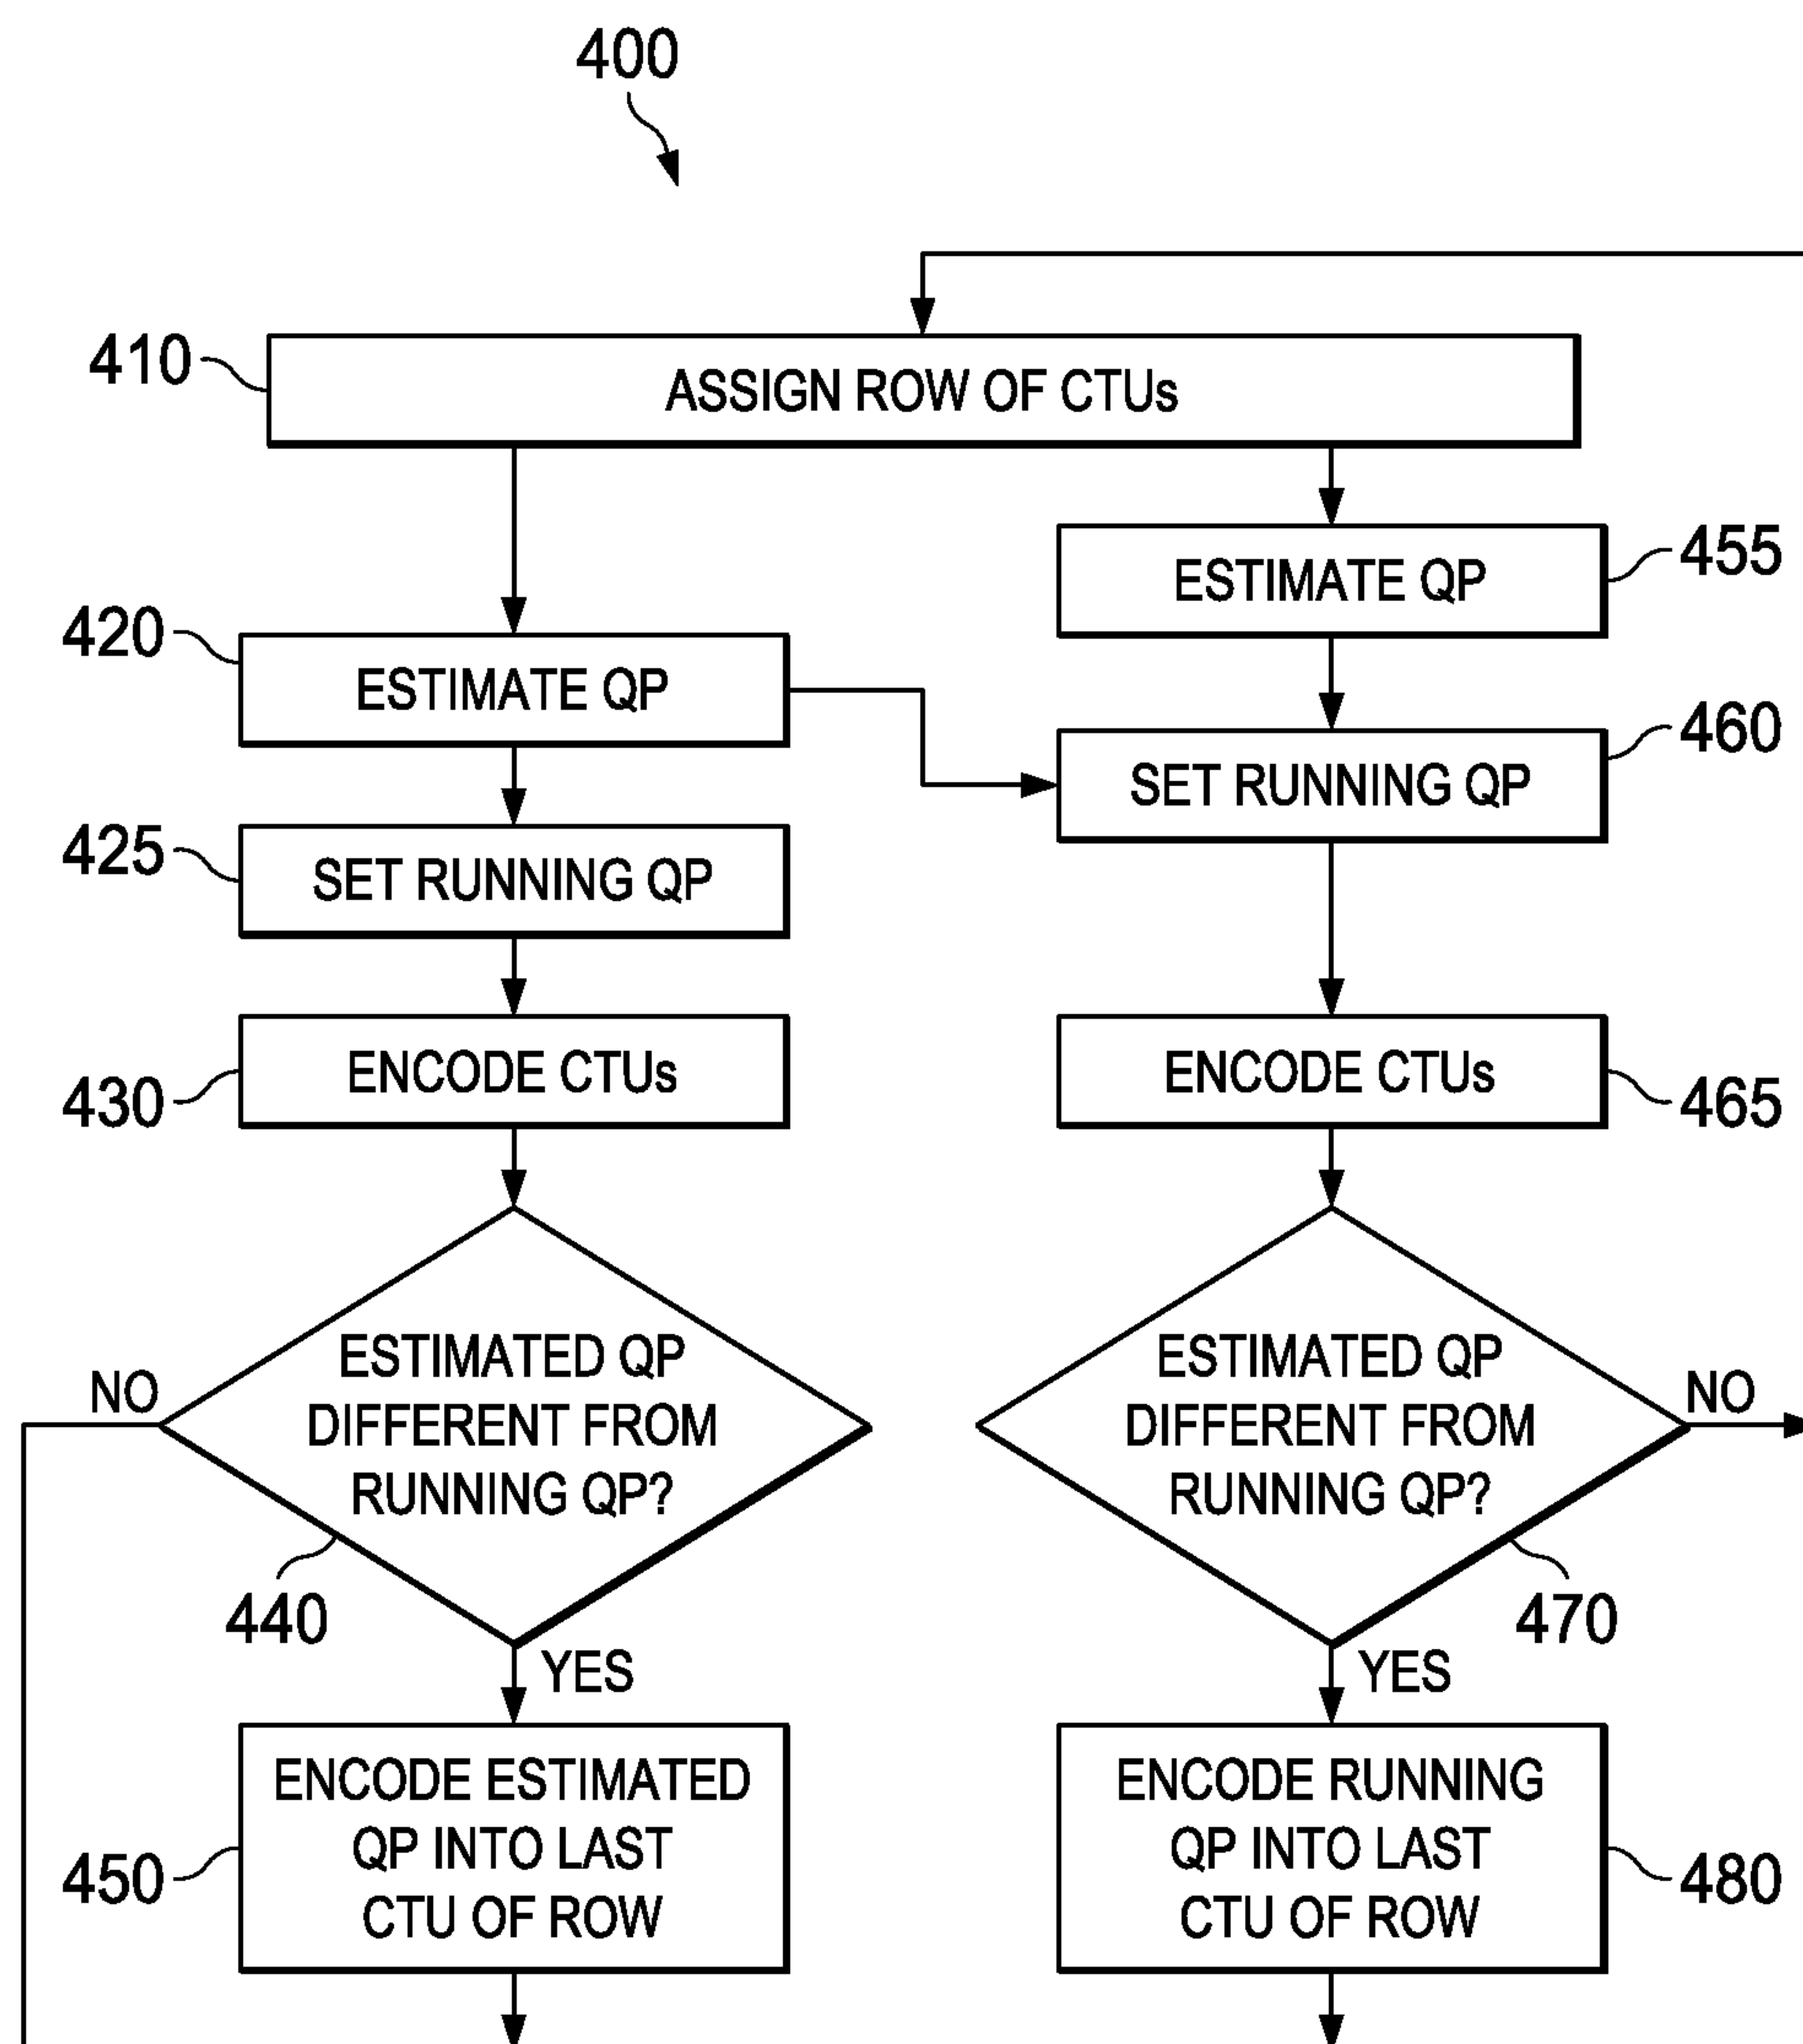 400
410
ASSIGN ROW OF CTUs
ESTIMATE QP
455
420
ESTIMATE QP
460
SET RUNNING QP
425
SET RUNNING QP
430
ENCODE CTUs
ENCODE CTUs
465
ESTIMATED QP
DIFFERENT FROM
RUNNING QP?
NO
440
YES
ESTIMATED QP
DIFFERENT FROM
RUNNING QP?
NO
470
YES
450
ENCODE ESTIMATED
QP INTO LAST
CTU OF ROW
ENCODE RUNNING
QP INTO LAST
CTU OF ROW
480